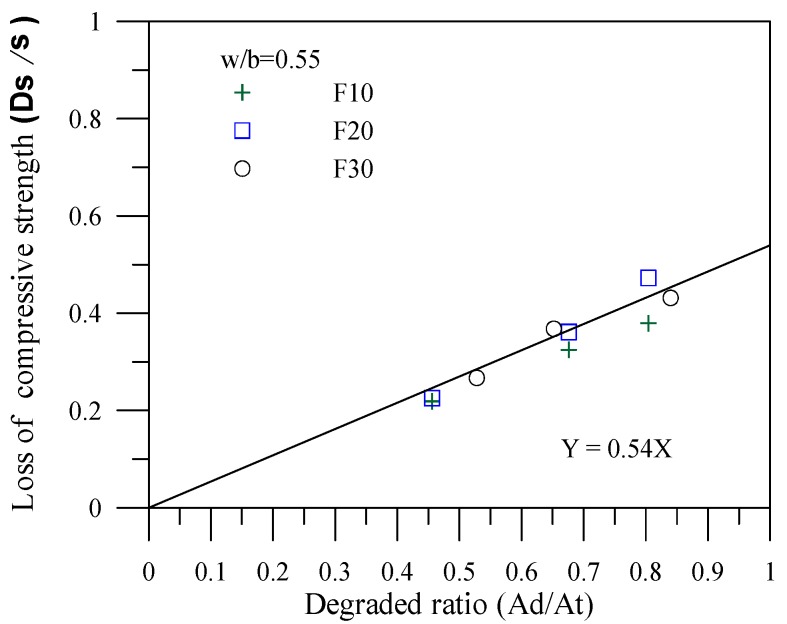 Loss of compressive strength (Ds /s )
1
0.8
0.6
0.4
0.2
0
w/b=0.55
F10
F20
F30
Y = 0.54X
0 0.1 0.2 0.3 0.4 0.5 0.6 0.7 0.8 0.9 1
Degraded ratio (Ad/At)